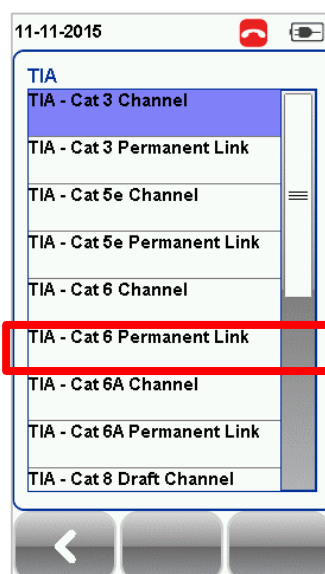 11-11-2015
TIA
TIA - Cat 3 Channel
TIA - Cat 3 Permanent Link
TIA - Cat 5e Channel
TIA - Cat 5e Permanent Link
TIA - Cat 6 Channel
TIA - Cat 6 Permanent Link
TIA - Cat 6A Channel
TIA - Cat 6A Permanent Link
TIA - Cat 8 Draft Channel